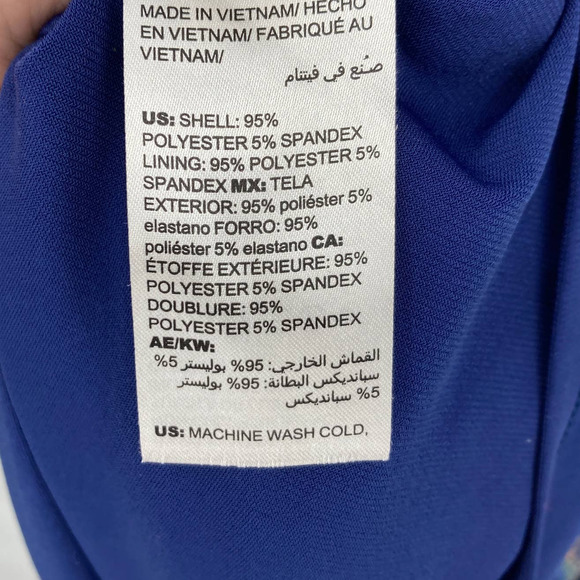 MADE IN VIETNAM/ HECHO
EN VIETNAM/ FABRIQUÉ AU
VIETNAM/
صُنع في فيتنام
US: SHELL: 95%
POLYESTER 5% SPANDEX
LINING: 95% POLYESTER 5%
SPANDEX MX: TELA
EXTERIOR: 95% poliéster 5%
elastano FORRO: 95%
poliéster 5% elastano CA:
ÉTOFFE EXTÉRIEURE: 95%
POLYESTER 5% SPANDEX
DOUBLURE: 95%
POLYESTER 5% SPANDEX
AE/KW:
القماش الخارجي: 95% بوليستر 5%
سبانديكس البطانة: 95% بوليستر
5% سبانديكس
US: MACHINE WASH COLD,